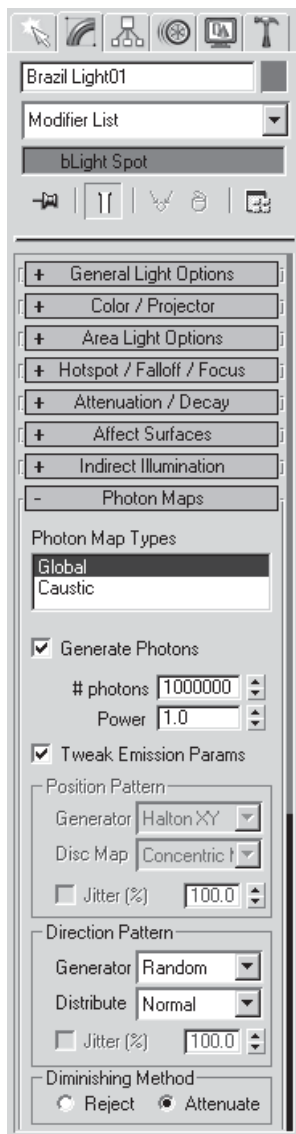 Brazil Light01
Modifier List
bLight Spot
+ General Light Options
+ Color / Projector
+ Area Light Options
+ Hotspot / Falloff / Focus
+ Attenuation / Decay
+ Affect Surfaces
+ Indirect Illumination
- Photon Maps
Photon Map Types
Global
Caustic
Generate Photons
# photons 1000000
Power 1.0
Tweak Emission Params
Position Pattern
Generator Halton XY
Disc Map Concentric
Jitter (%) 100.0
Direction Pattern
Generator Random
Distribute Normal
Jitter (%) 100.0
Diminishing Method
Reject Attenuate